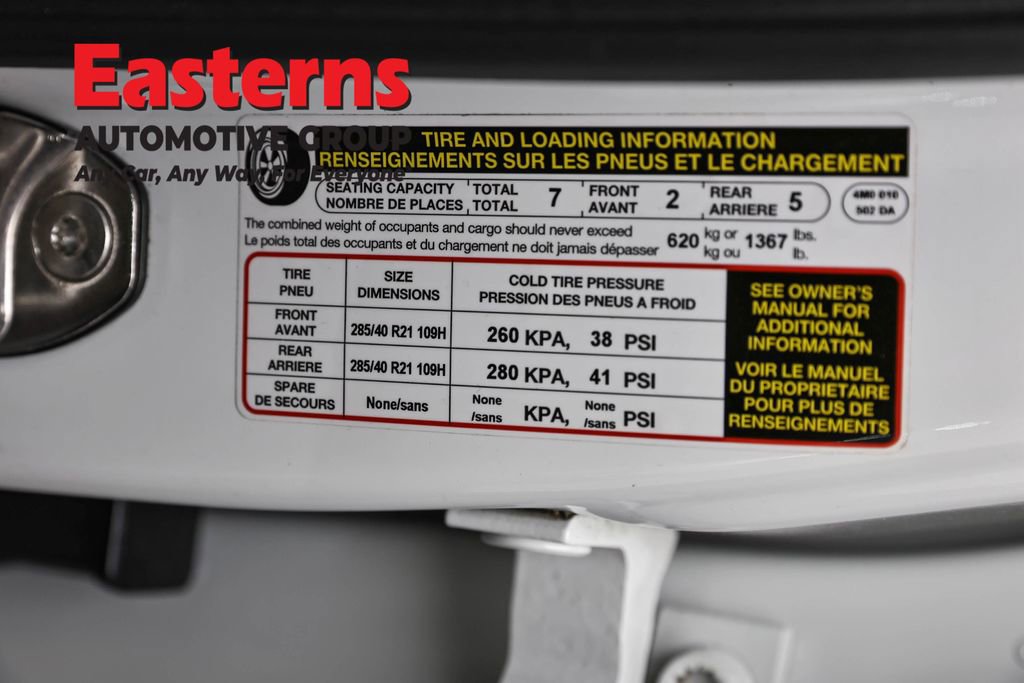 Easterns
AUTOMOTIVE GROUP
Any Car, Any Way, For Everyone
TIRE AND LOADING INFORMATION
RENSEIGNEMENTS SUR LES PNEUS ET LE CHARGEMENT
SEATING CAPACITY TOTAL 7 FRONT 2 REAR 5
NOMBRE DE PLACES TOTAL AVANT ARRIERE
4M0 010
502 DA
The combined weight of occupants and cargo should never exceed 620 kg or 1367 lbs.
Le poids total des occupants et du chargement ne doit jamais dépasser kg ou lb.
TIRE SIZE COLD TIRE PRESSURE
PNEU DIMENSIONS PRESSION DES PNEUS A FROID
FRONT
AVANT 285/40 R21 109H 260 KPA, 38 PSI
REAR
ARRIERE 285/40 R21 109H 280 KPA, 41 PSI
SPARE
DE SECOURS None/sans None/sans KPA, None/sans PSI
SEE OWNER'S
MANUAL FOR
ADDITIONAL
INFORMATION
VOIR LE MANUEL
DU PROPRIETAIRE
POUR PLUS DE
RENSEIGNEMENTS